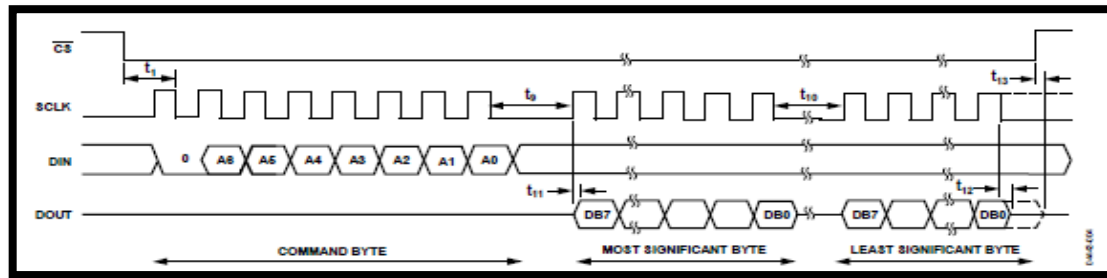 CS
t1
t13
SCLK
t9
t10
DIN
0 A6 A5 A4 A3 A2 A1 A0
t11
t12
DOUT
DB7 DB0 DB7 DB0
COMMAND BYTE MOST SIGNIFICANT BYTE LEAST SIGNIFICANT BYTE